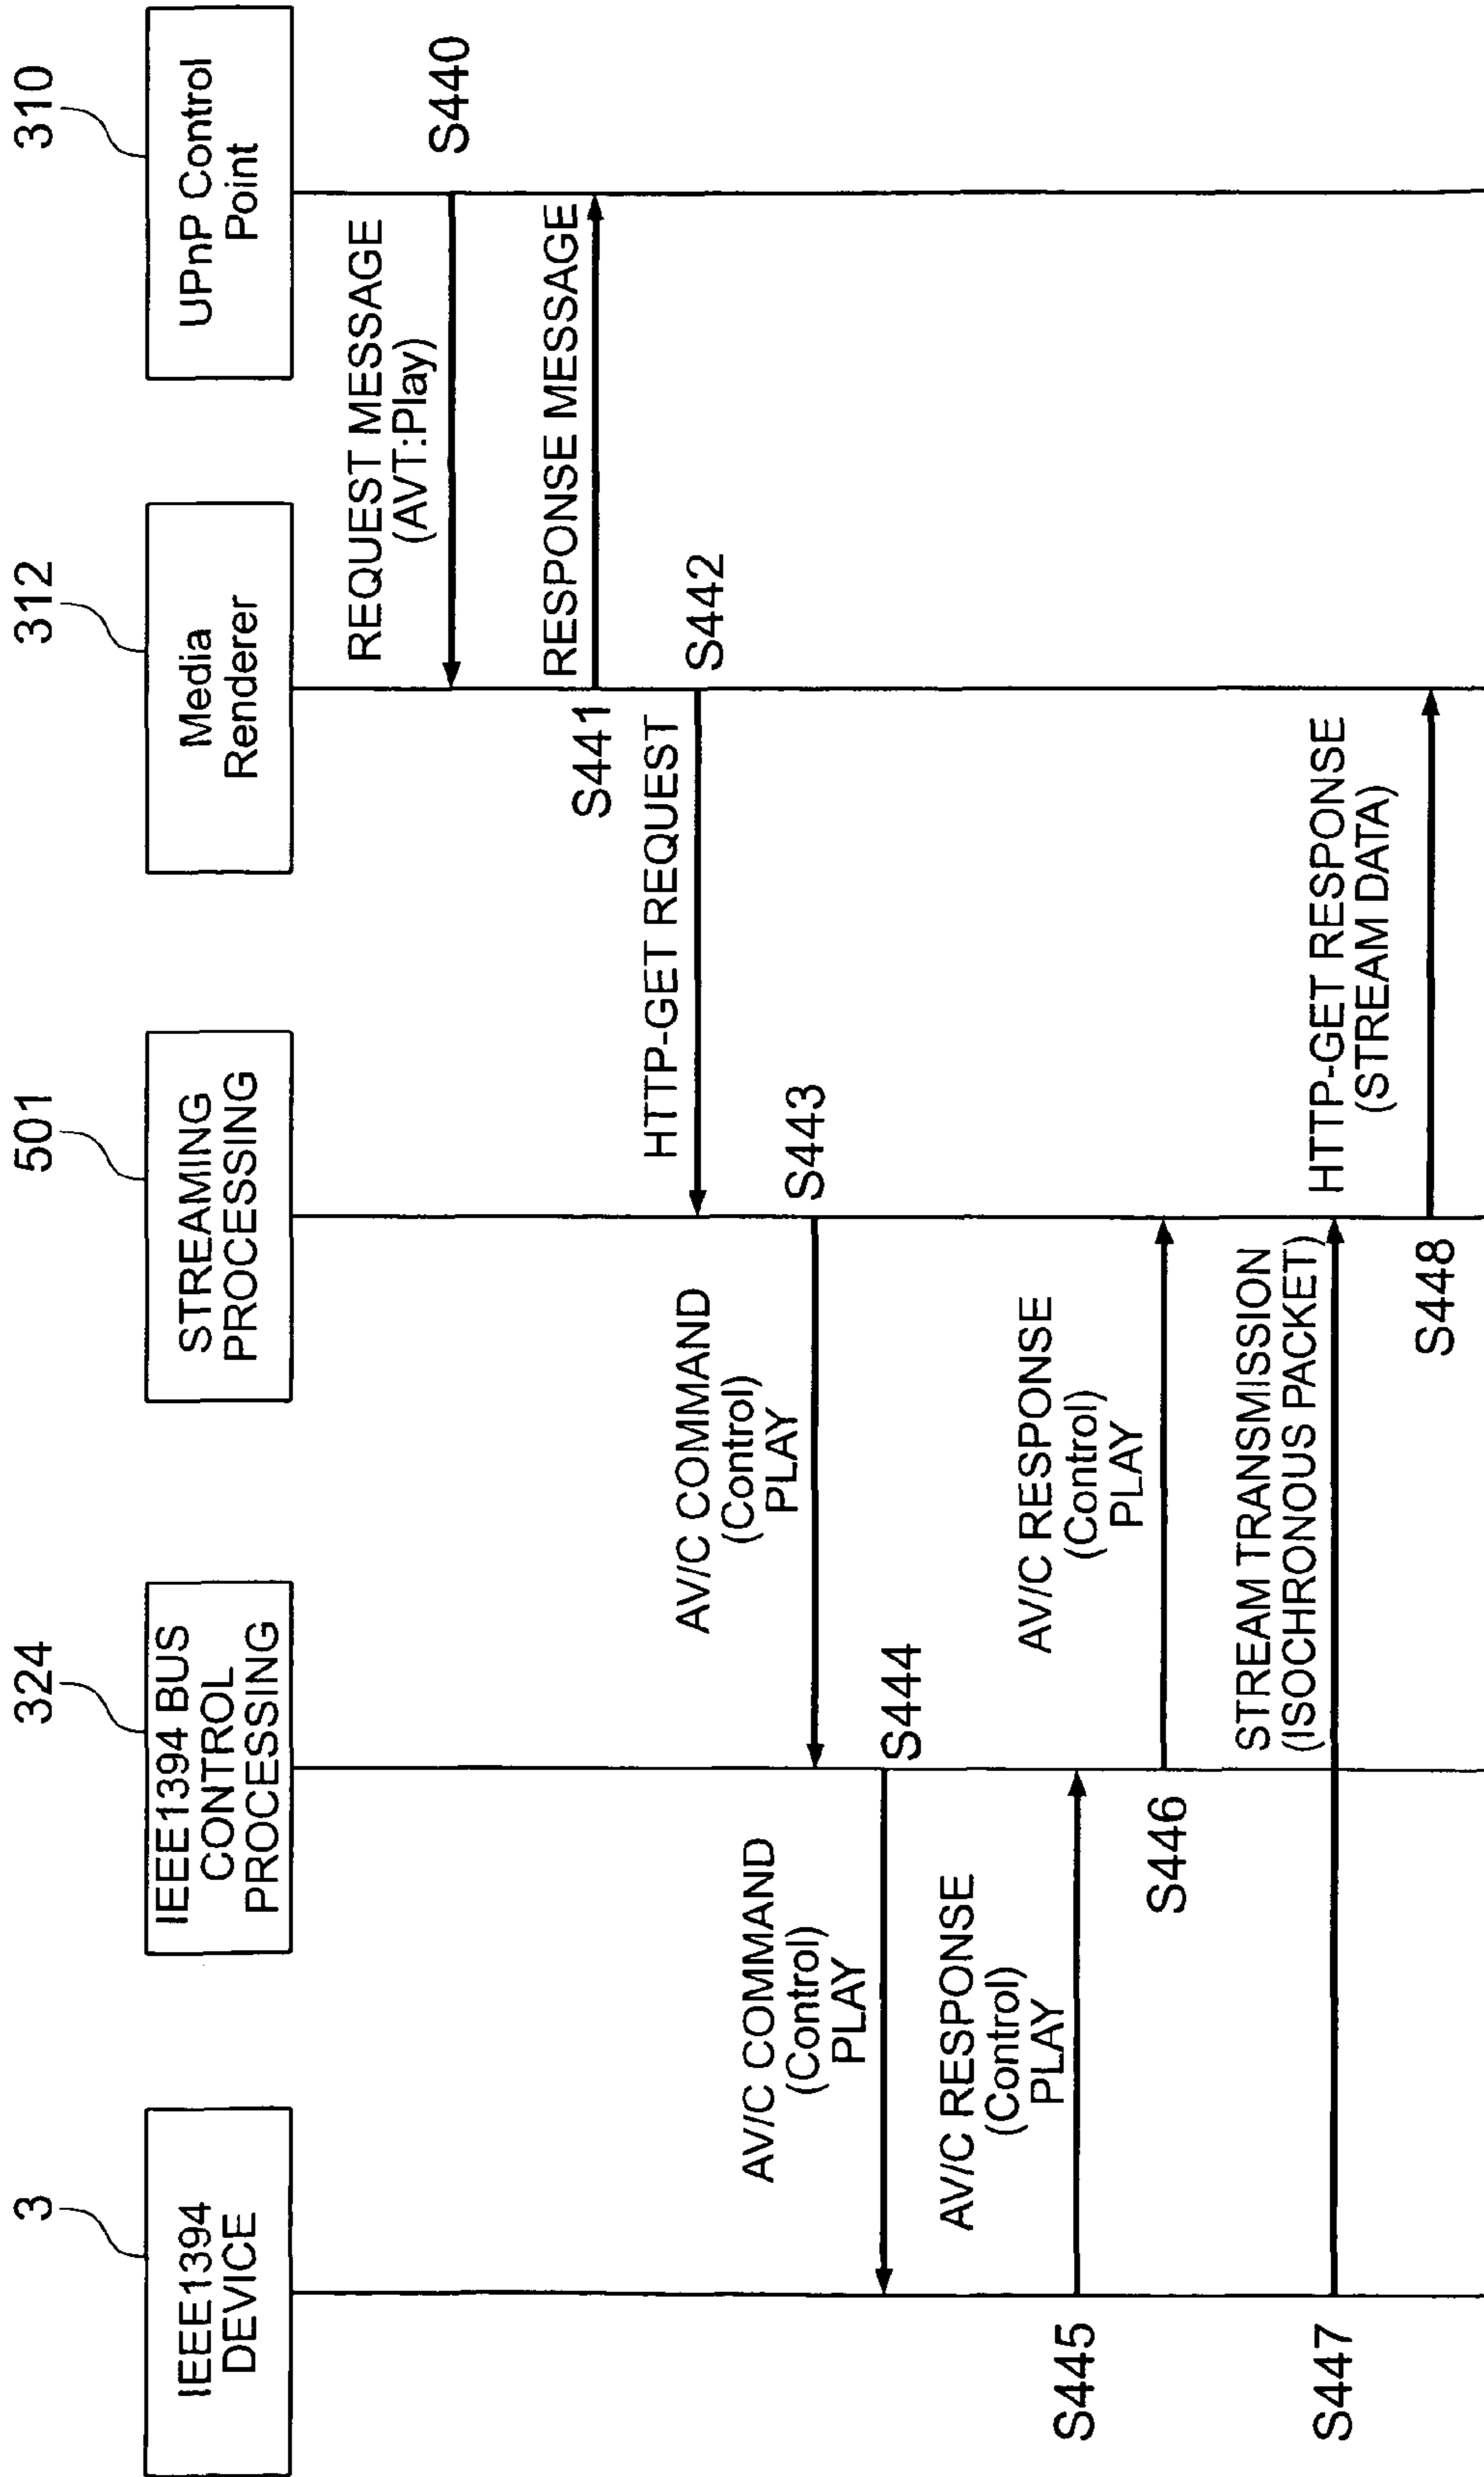 3
IEEE1394
DEVICE
324
IEEE1394 BUS
CONTROL
PROCESSING
501
STREAMING
PROCESSING
312
Media
Renderer
310
UPnP Control
Point
REQUEST MESSAGE
(AVT:Play)
S440
RESPONSE MESSAGE
S441
HTTP-GET REQUEST
S442
AV/C COMMAND
(Control)
PLAY
S443
AV/C COMMAND
(Control)
PLAY
S444
AV/C RESPONSE
(Control)
PLAY
S445
AV/C RESPONSE
(Control)
PLAY
S446
STREAM TRANSMISSION
(ISOCHRONOUS PACKET)
S447
HTTP-GET RESPONSE
(STREAM DATA)
S448